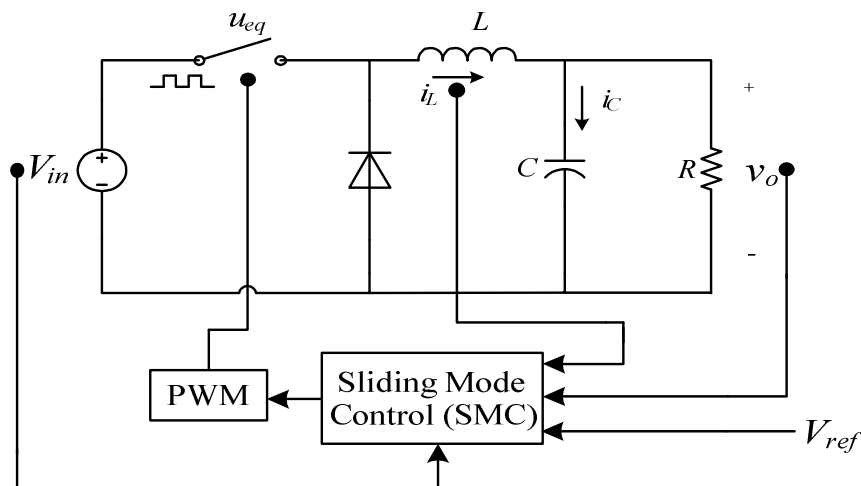 u_eq
L
i_L
i_C
+
V_in
+
−
C
R
v_o
-
PWM
Sliding Mode
Control (SMC)
V_ref